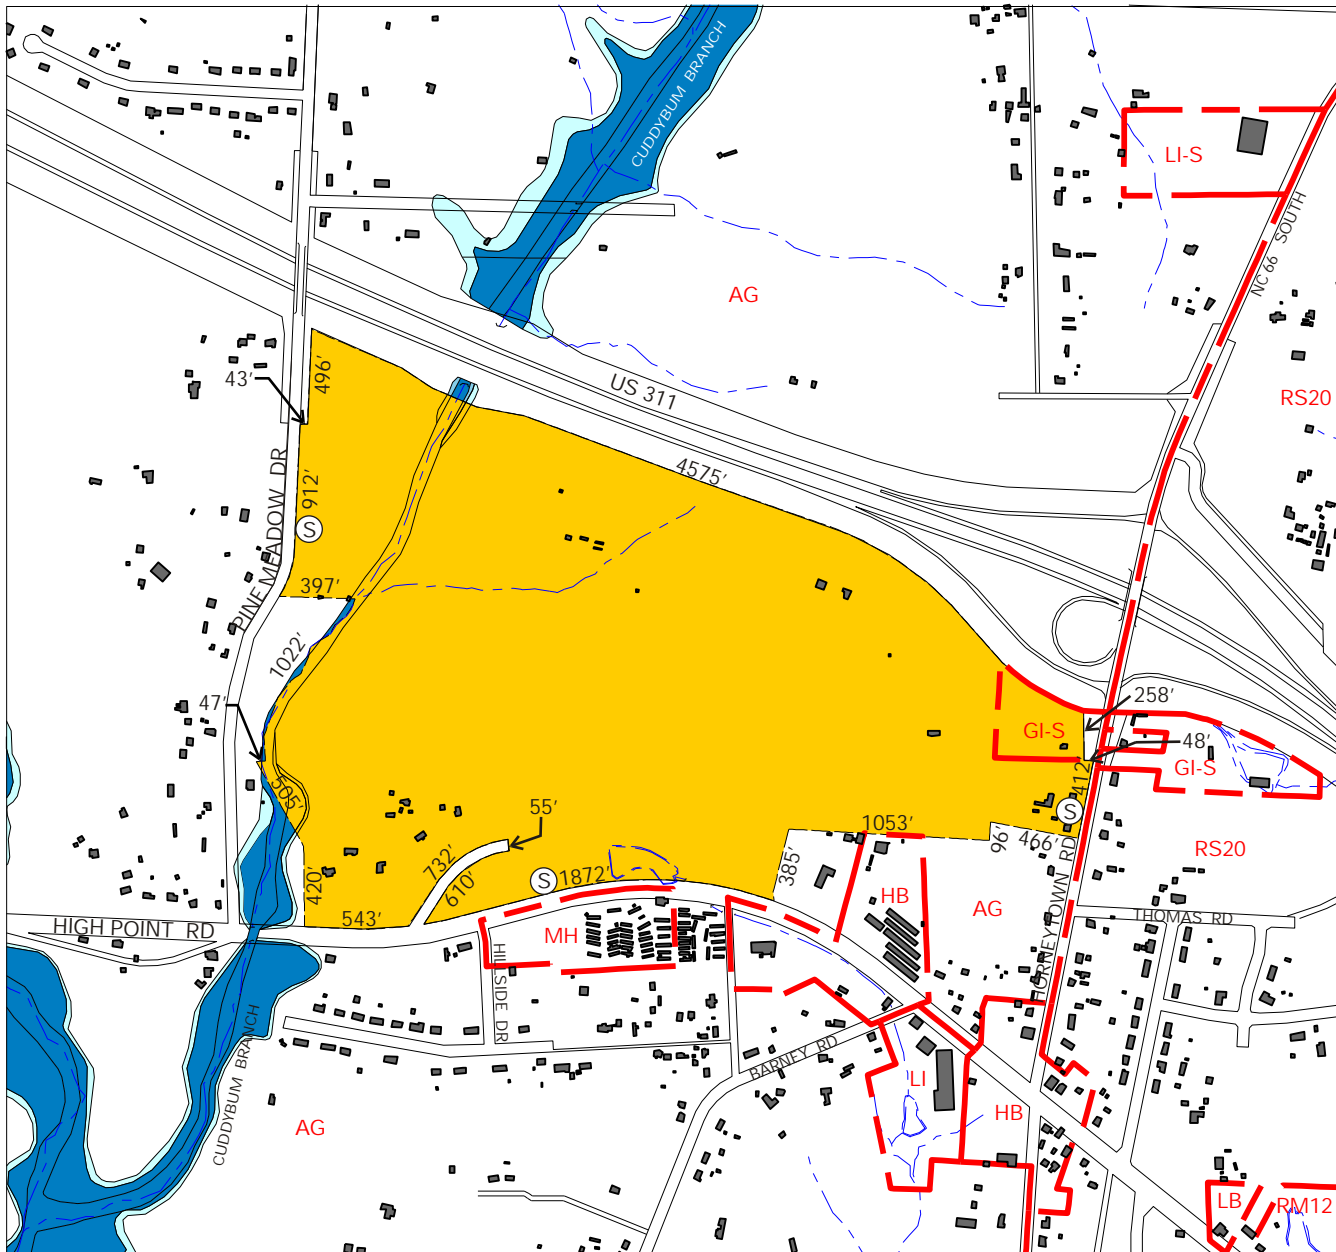 CUDDYBUM BRANCH
LI-S
NC 66 SOUTH
AG
RS20
US 311
43'
496'
4575'
PINE MEADOW DR
912'
S
397'
1022'
47'
258'
GI-S
48'
GI-S
412'
505'
55'
S
1053'
96'
466'
RS20
732'
610'
S
1872'
385'
420'
543'
HB
AG
THOMAS RD
HIGH POINT RD
MH
HORNEYTOWN RD
HILLSIDE DR
BARNEY RD
CUDDYBUM BRANCH
LI
HB
AG
LB
RM12